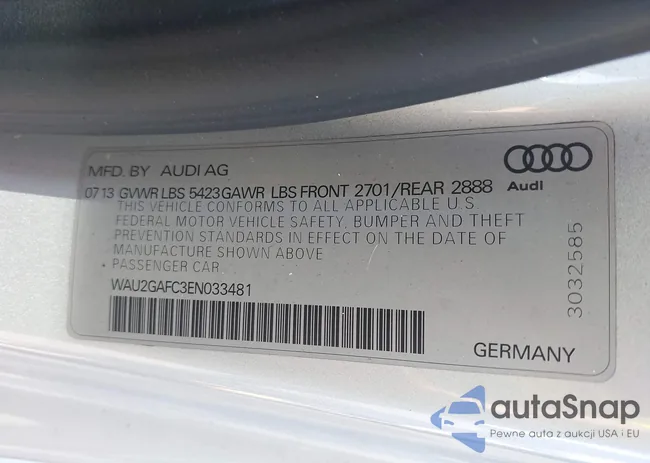 MFD. BY AUDI AG
07 13 GVWR LBS 5423 GAWR LBS FRONT 2701/REAR 2888
Audi
THIS VEHICLE CONFORMS TO ALL APPLICABLE U.S.
FEDERAL MOTOR VEHICLE SAFETY, BUMPER AND THEFT
PREVENTION STANDARDS IN EFFECT ON THE DATE OF
MANUFACTURE SHOWN ABOVE
PASSENGER CAR
WAU2GAFC3EN033481
3032585
GERMANY
autaSnap
Pewne auta z aukcji USA i EU